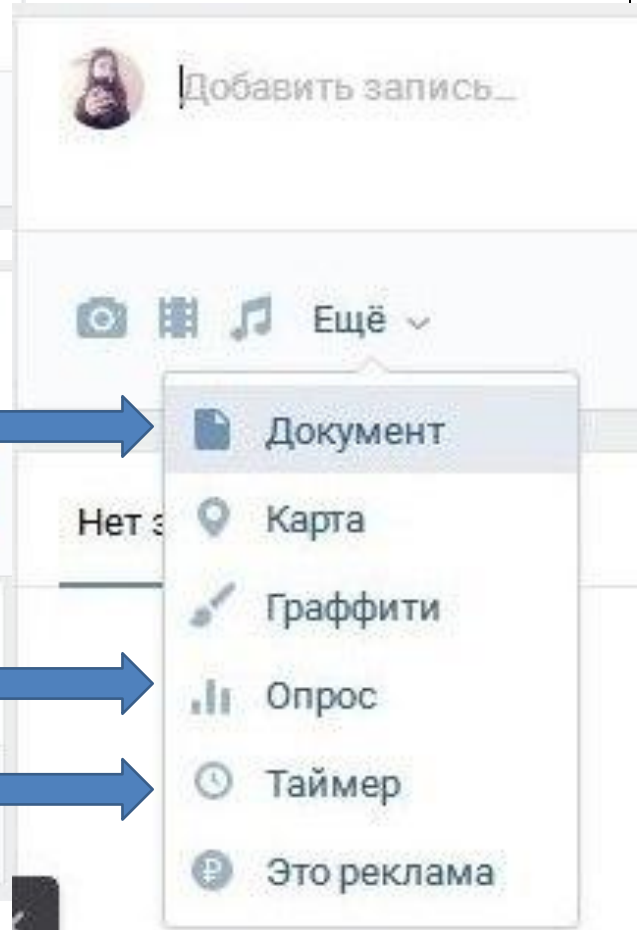 Добавить запись...
Ещё
Документ
Нет з
Карта
Граффити
Опрос
Таймер
Это реклама